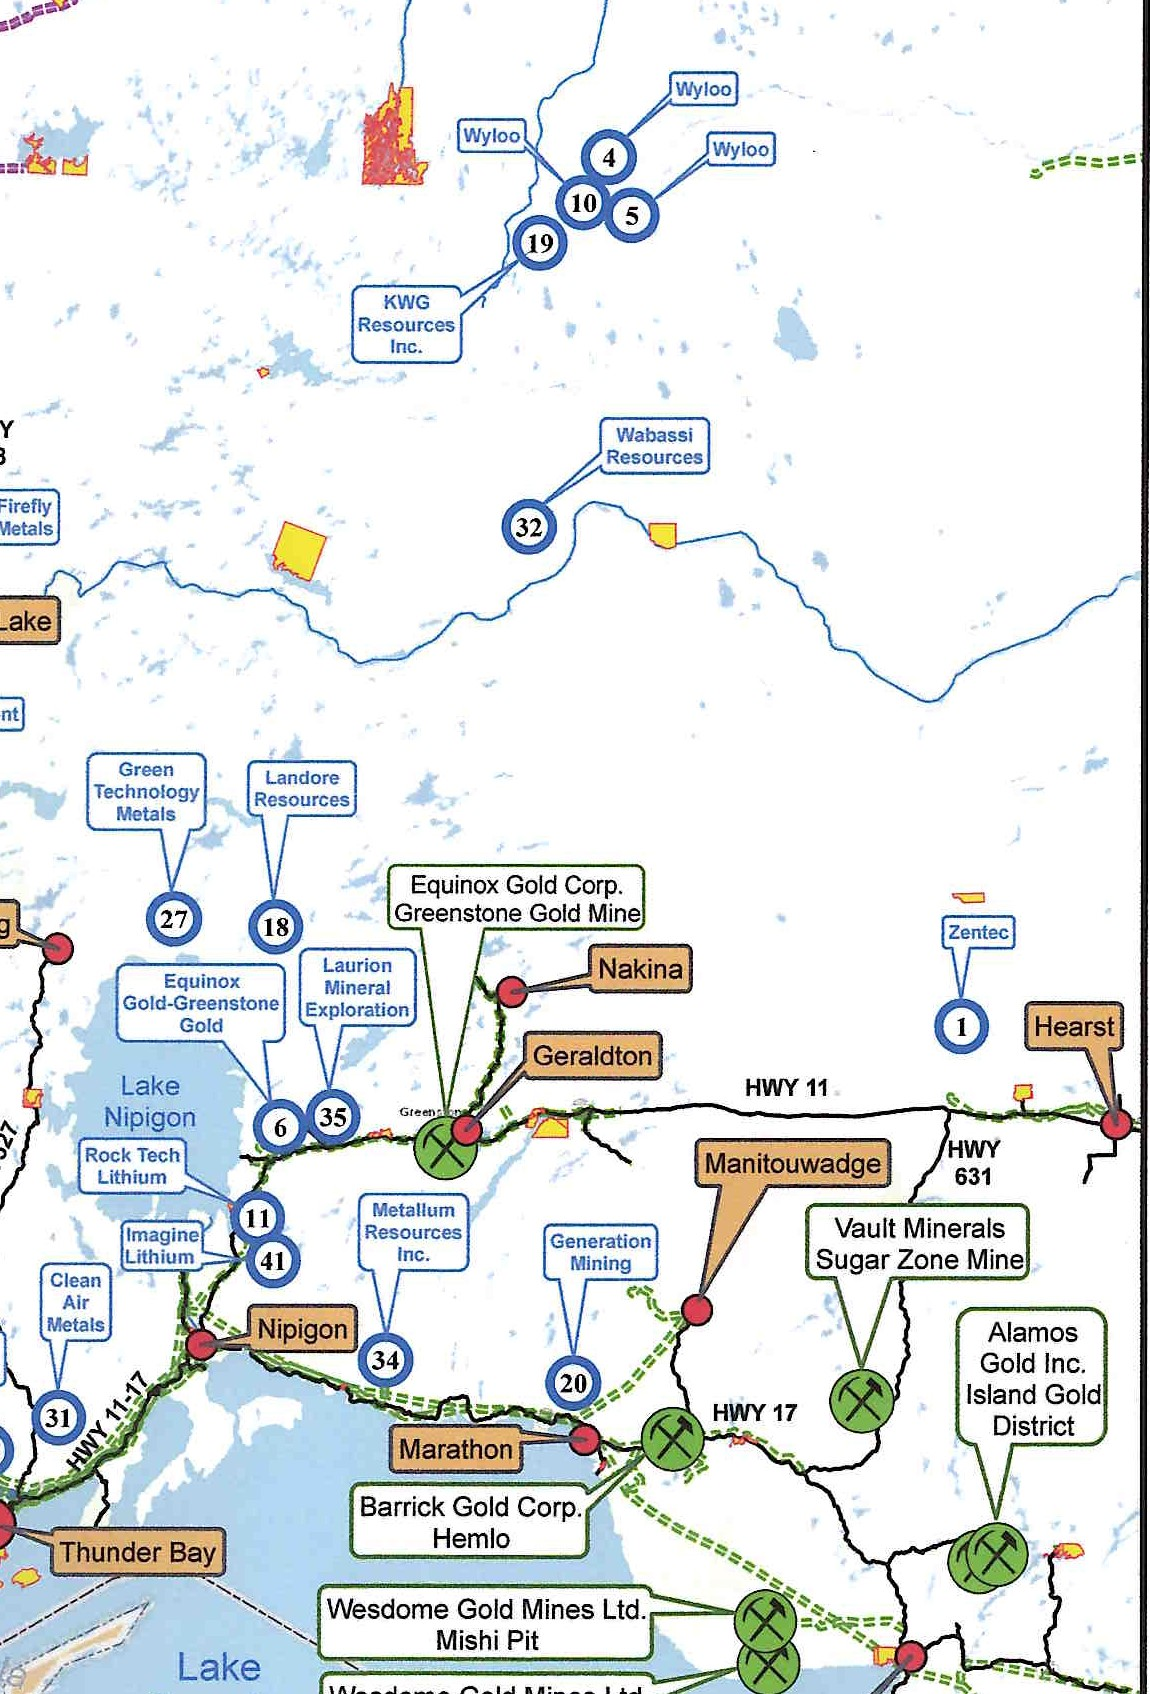 Wyloo
Wyloo
Wyloo
4
10
5
19
KWG
Resources
Inc.
Y
Wabassi
Resources
Firefly
Metals
32
Lake
nt
Green
Technology
Metals
Landore
Resources
Equinox Gold Corp.
Greenstone Gold Mine
27
18
g
Zentec
Laurion
Mineral
Exploration
Nakina
Equinox
Gold-Greenstone
Gold
1
Hearst
Geraldton
Lake
Nipigon
HWY 11
6
35
527
HWY
631
Rock Tech
Lithium
Manitouwadge
11
Metallum
Resources
Inc.
Vault Minerals
Sugar Zone Mine
Imagine
Lithium
41
Generation
Mining
Clean
Air
Metals
Nipigon
Alamos
Gold Inc.
Island Gold
District
34
20
31
HWY 11-17
HWY 17
Marathon
Barrick Gold Corp.
Hemlo
Thunder Bay
Wesdome Gold Mines Ltd.
Mishi Pit
Lake
Wesdome Gold Mines Ltd.